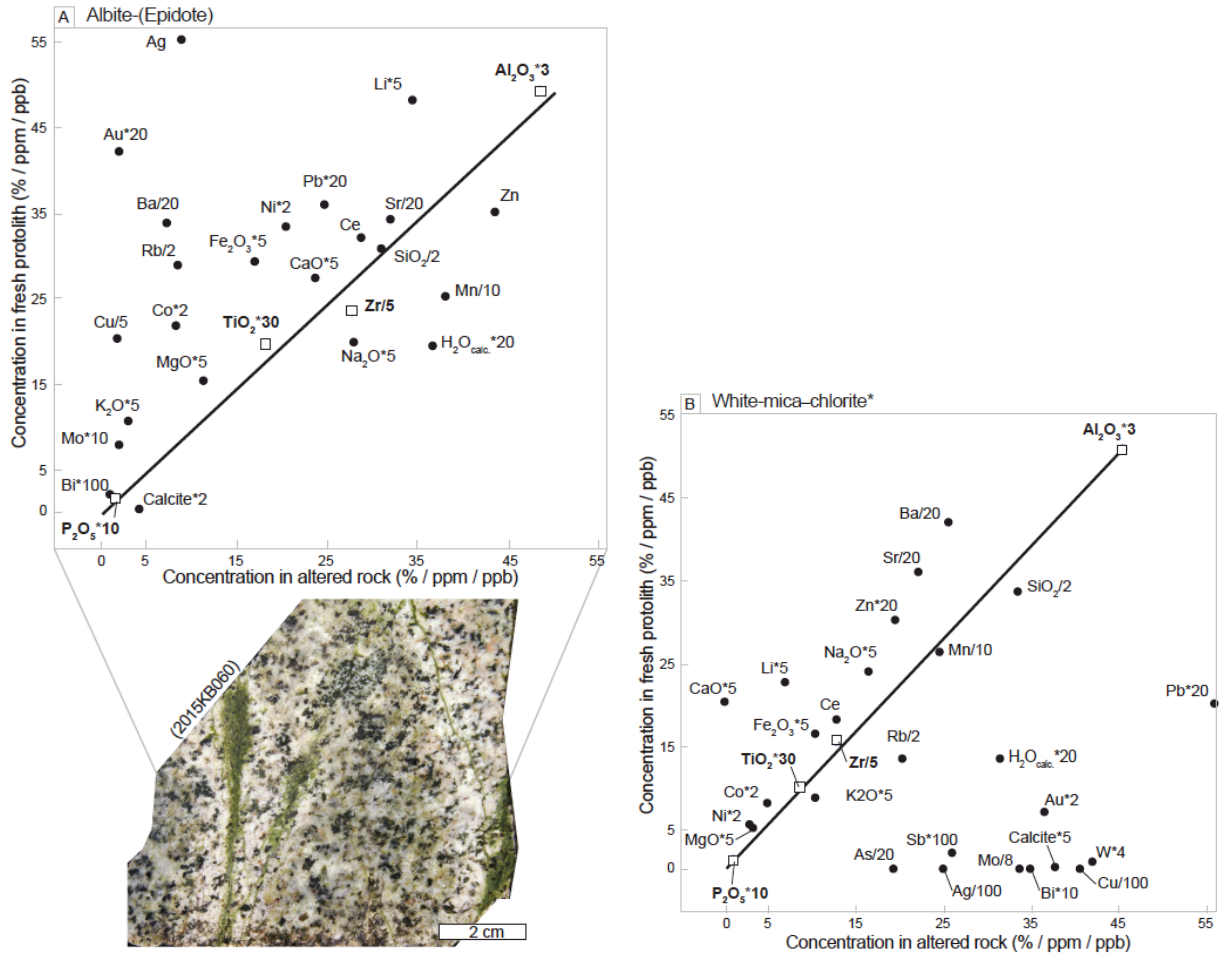 A Albite-(Epidote)
Concentration in fresh protolith (% / ppm / ppb)
55
45
35
25
15
5
0
Ag
Al₂O₃*3
Li*5
Au*20
Pb*20
Zn
Ba/20
Ni*2
Sr/20
Ce
Fe₂O₃*5
Rb/2
SiO₂/2
CaO*5
Mn/10
Co*2
Zr/5
Cu/5
TiO₂*30
MgO*5
Na₂O*5
H₂Ocalc.*20
K₂O*5
Mo*10
Bi*100
Calcite*2
P₂O₅*10
0 5 15 25 35 45 55
Concentration in altered rock (% / ppm / ppb)
(2015KB060)
2 cm
B White-mica–chlorite*
Concentration in fresh protolith (% / ppm / ppb)
55
45
35
25
15
5
0
Al₂O₃*3
Ba/20
Sr/20
SiO₂/2
Zn*20
Na₂O*5
Mn/10
Li*5
CaO*5
Pb*20
Ce
Fe₂O₃*5
Rb/2
TiO₂*30
Zr/5
H₂Ocalc.*20
Co*2
K2O*5
Au*2
Ni*2
MgO*5
Sb*100
Calcite*5
As/20
Mo/8
W*4
P₂O₅*10
Ag/100
Bi*10
Cu/100
0 5 15 25 35 45 55
Concentration in altered rock (% / ppm / ppb)